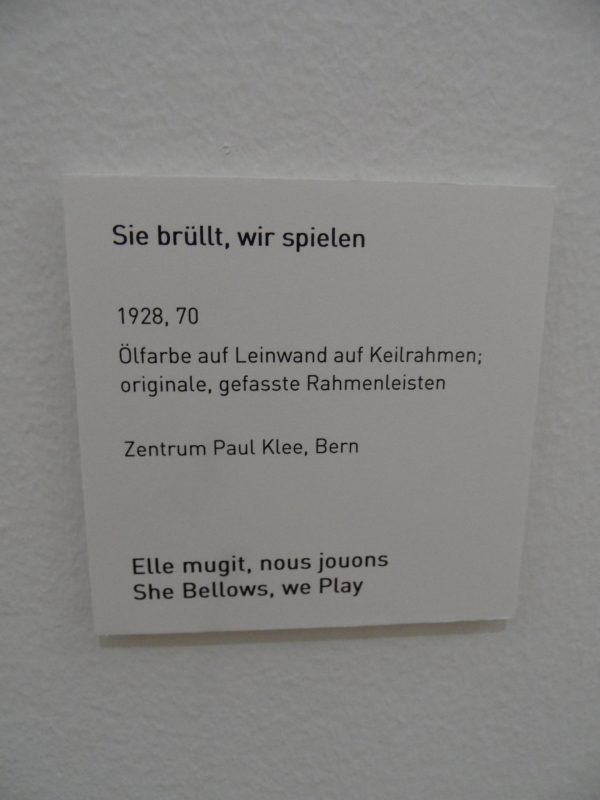 Sie brüllt, wir spielen
1928, 70
Ölfarbe auf Leinwand auf Keilrahmen;
originale, gefasste Rahmenleisten
Zentrum Paul Klee, Bern
Elle mugit, nous jouons
She Bellows, we Play